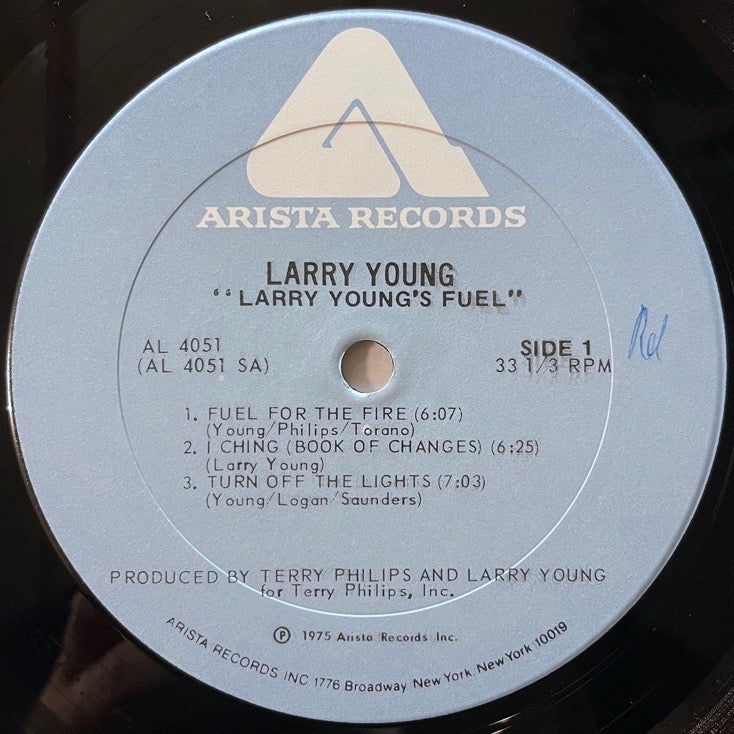 ARISTA RECORDS
LARRY YOUNG
"LARRY YOUNG'S FUEL"
AL 4051
(AL 4051 SA)
SIDE 1
33 1/3 RPM
1. FUEL FOR THE FIRE (6:07)
(Young/Philips/Torano)
2. I CHING (BOOK OF CHANGES) (6:25)
(Larry Young)
3. TURN OFF THE LIGHTS (7:03)
(Young/Logan/Saunders)
PRODUCED BY TERRY PHILIPS AND LARRY YOUNG
for Terry Philips, Inc.
Ⓟ 1975 Arista Records Inc.
ARISTA RECORDS INC 1776 Broadway New York, New York 10019